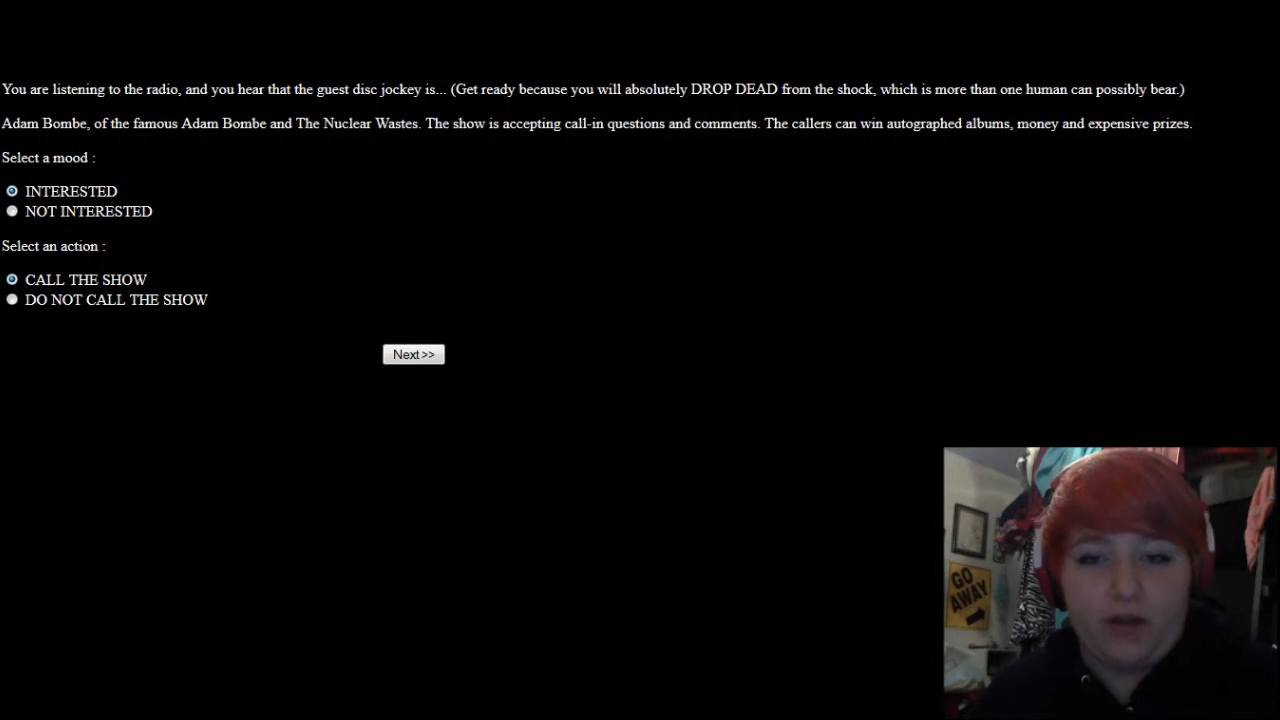 You are listening to the radio, and you hear that the guest disc jockey is... (Get ready because you will absolutely DROP DEAD from the shock, which is more than one human can possibly bear.)
Adam Bombe, of the famous Adam Bombe and The Nuclear Wastes. The show is accepting call-in questions and comments. The callers can win autographed albums, money and expensive prizes.
Select a mood :
INTERESTED
NOT INTERESTED
Select an action :
CALL THE SHOW
DO NOT CALL THE SHOW
Next>>
GO
AWAY